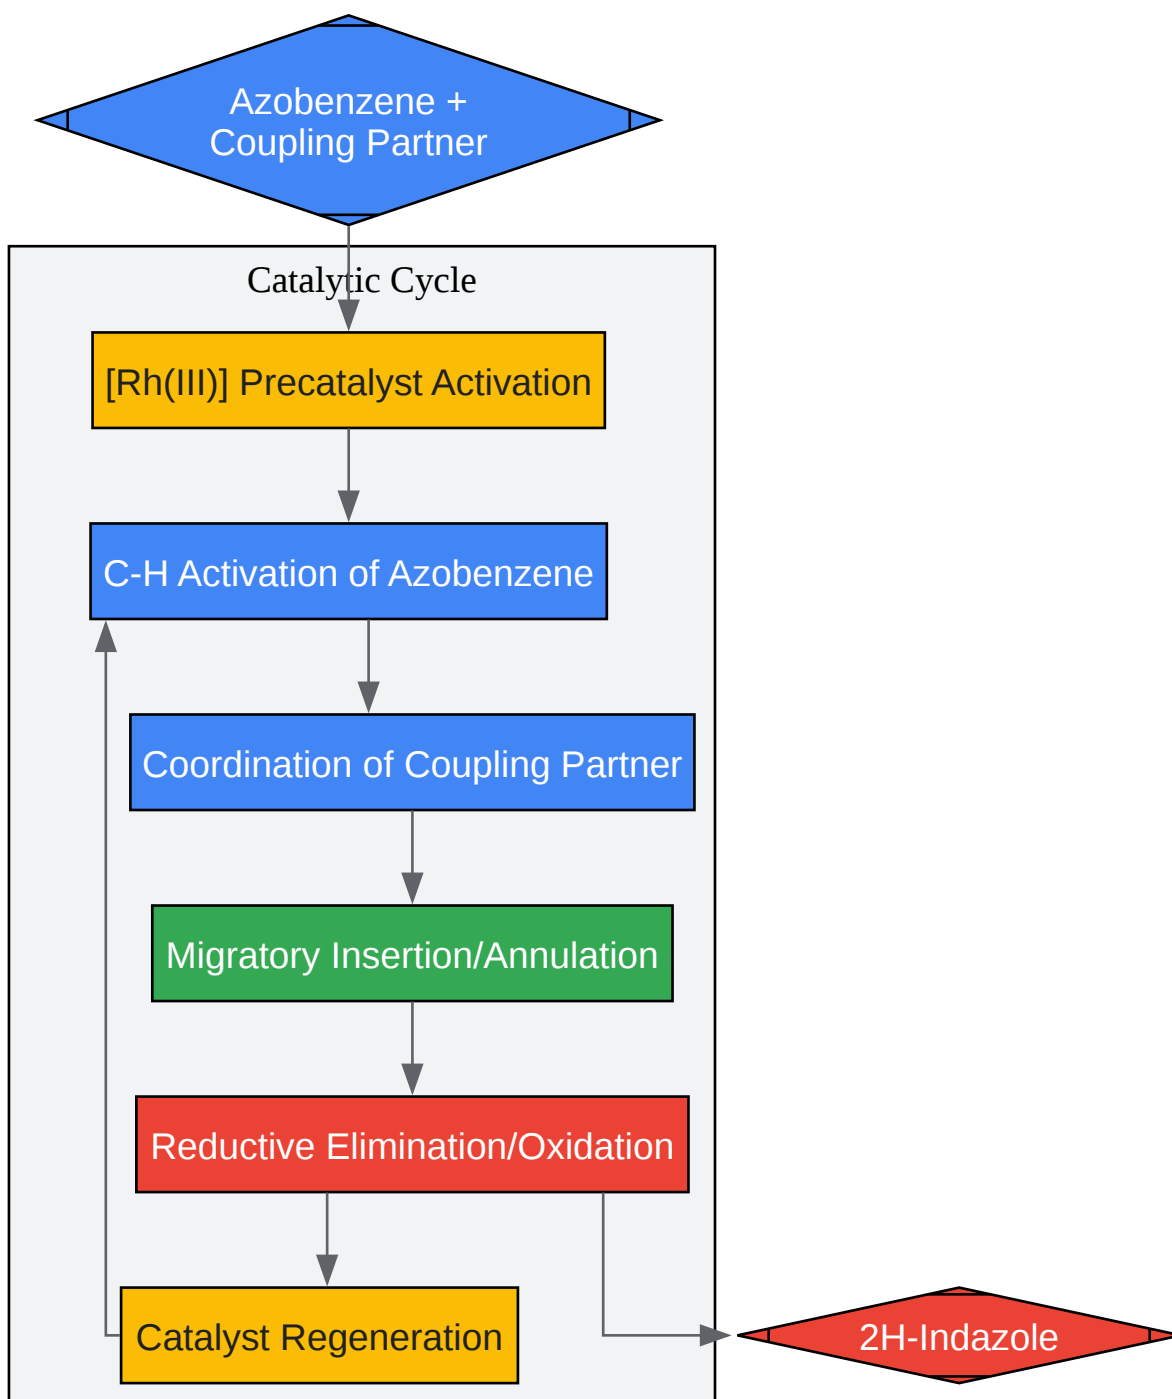 Azobenzene +
Coupling Partner
Catalytic Cycle
[Rh(III)] Precatalyst Activation
C-H Activation of Azobenzene
Coordination of Coupling Partner
Migratory Insertion/Annulation
Reductive Elimination/Oxidation
Catalyst Regeneration
2H-Indazole